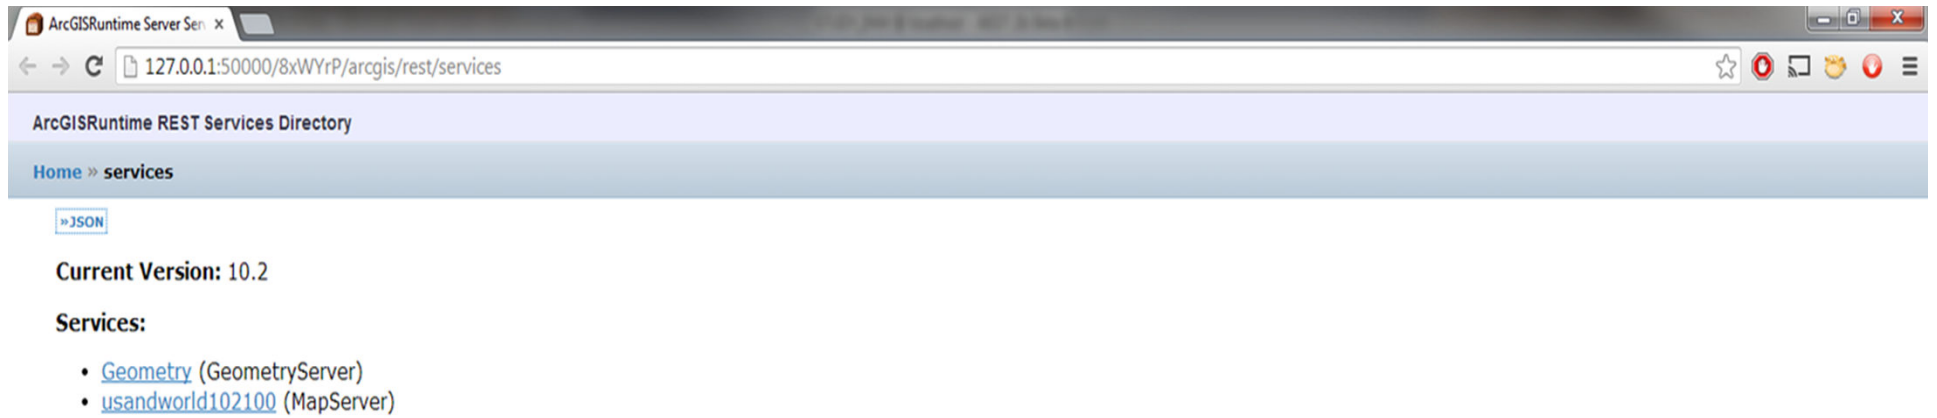 ArcGISRuntime Server Ser
127.0.0.1:50000/8xWYrP/arcgis/rest/services
ArcGISRuntime REST Services Directory
Home » services
»JSON
Current Version: 10.2
Services:
• Geometry (GeometryServer)
• usandworld102100 (MapServer)